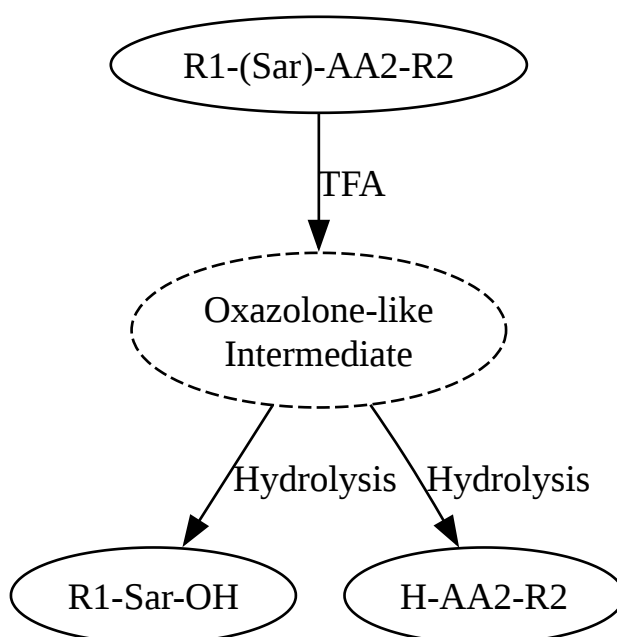 R1-(Sar)-AA2-R2
TFA
Oxazolone-like
Intermediate
Hydrolysis
Hydrolysis
R1-Sar-OH
H-AA2-R2